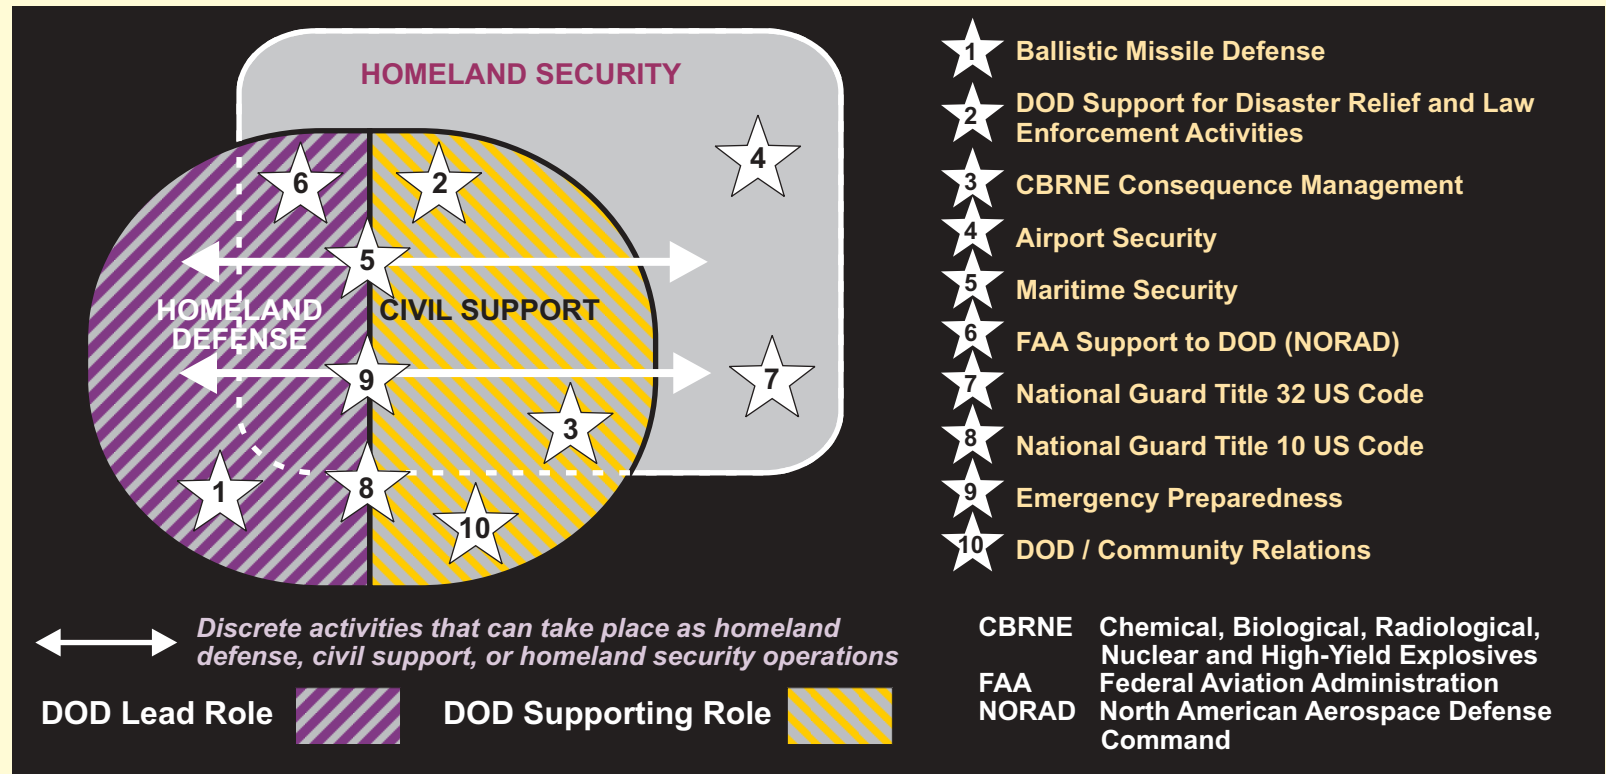 HOMELAND SECURITY
4
6
2
5
HOMELAND
DEFENSE
CIVIL SUPPORT
9
7
3
1
8
10
1 Ballistic Missile Defense
2 DOD Support for Disaster Relief and Law
Enforcement Activities
3 CBRNE Consequence Management
4 Airport Security
5 Maritime Security
6 FAA Support to DOD (NORAD)
7 National Guard Title 32 US Code
8 National Guard Title 10 US Code
9 Emergency Preparedness
10 DOD / Community Relations
Discrete activities that can take place as homeland
defense, civil support, or homeland security operations
DOD Lead Role
DOD Supporting Role
CBRNE Chemical, Biological, Radiological,
Nuclear and High-Yield Explosives
FAA Federal Aviation Administration
NORAD North American Aerospace Defense
Command